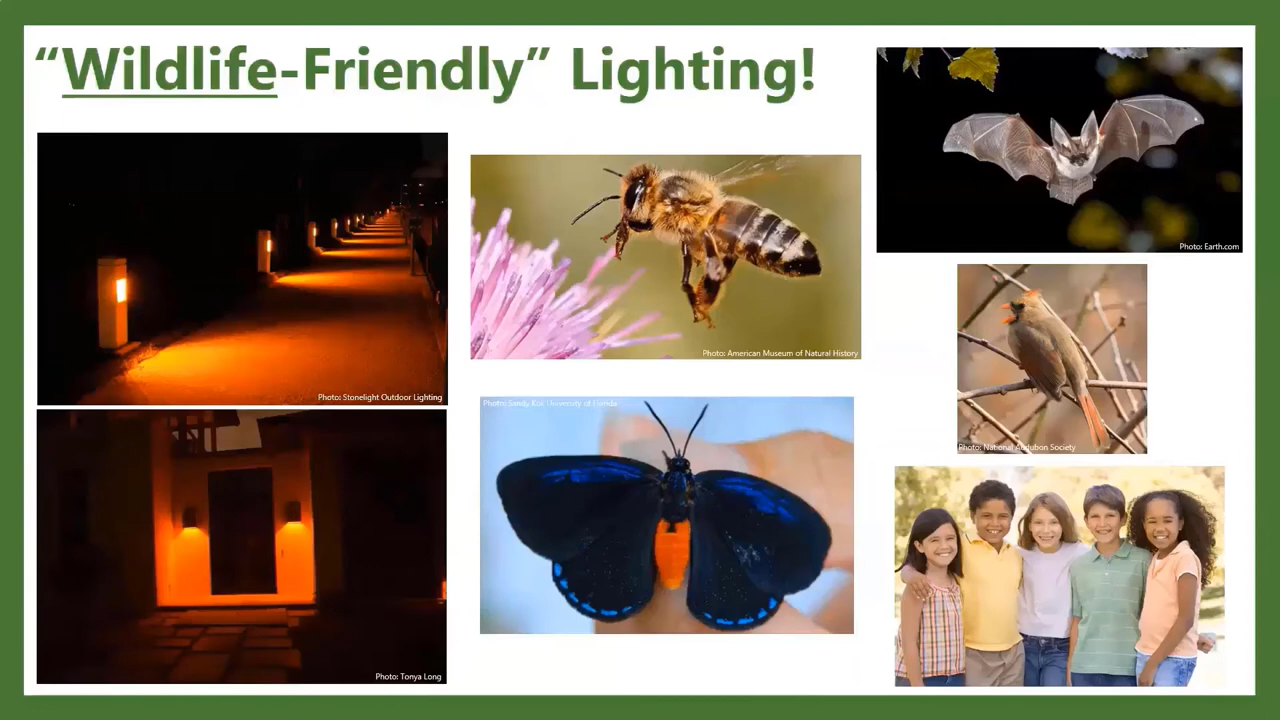 “Wildlife-Friendly” Lighting!
Photo: Stonelight Outdoor Lighting
Photo: Tonya Long
Photo: American Museum of Natural History
Photo: Sandy Koi University of Florida
Photo: Earth.com
Photo: National Audubon Society